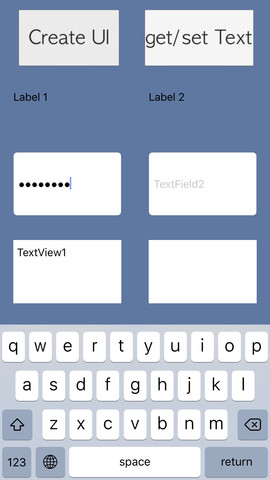 Create UI
get/set Text
Label 1
Label 2
••••••••
TextField2
TextView1
q w e r t y u i o p
a s d f g h j k l
z x c v b n m
123 space return